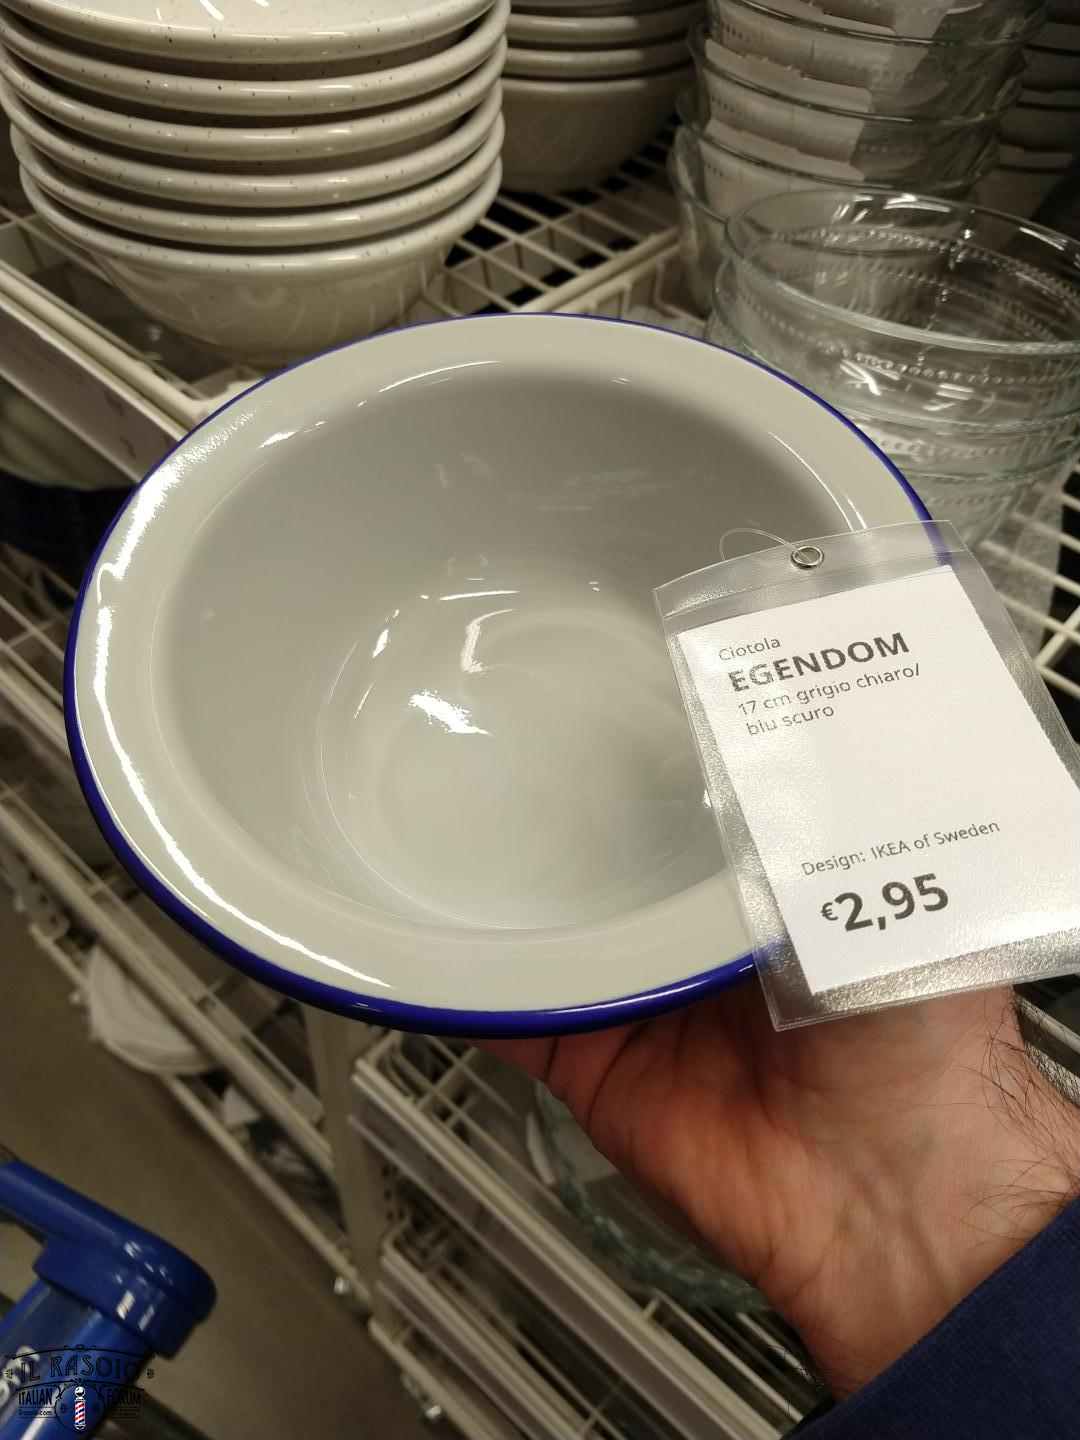 Ciotola
EGENDOM
17 cm grigio chiaro/
blu scuro
Design: IKEA of Sweden
€2,95
IL RASOIO
ITALIAN FORUM